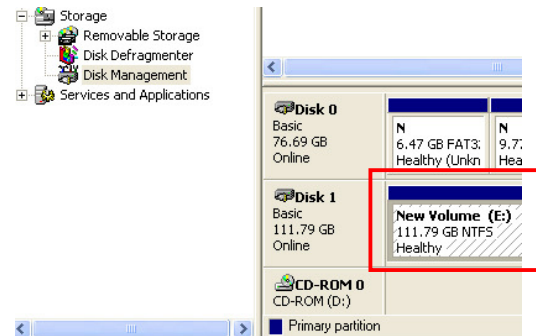 Storage
Removable Storage
Disk Defragmenter
Disk Management
Services and Applications
Disk 0
Basic
76.69 GB
Online
N
6.47 GB FAT3
Healthy (Unkn
N
9.77
Hea
Disk 1
Basic
111.79 GB
Online
New Volume (E:)
111.79 GB NTFS
Healthy
CD-ROM 0
CD-ROM (D:)
Primary partition